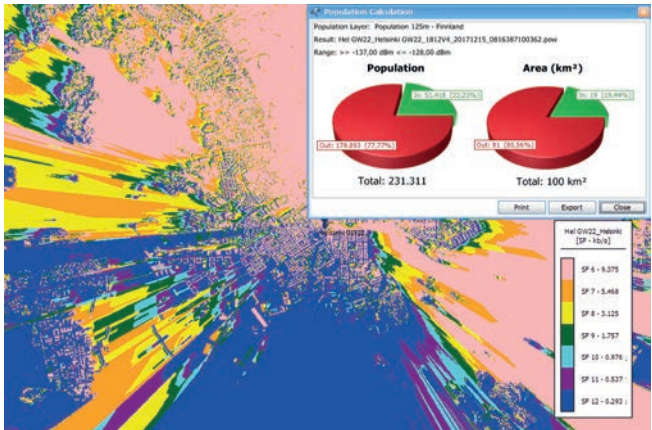 Population Calculation
Population Layer: Population 125m - Finnland
Result: Hel GW22_Helsinki GW22_1812V4_20171215_0816387100362.pow
Range: >= -137,00 dBm <= -128,00 dBm
Population
Area (km²)
In: 51.418 (22,23%)
In: 19 (19,44%)
Out: 179.893 (77,77%)
Out: 81 (80,56%)
Total: 231.311
Total: 100 km²
Print
Export
Close
Hel GW22_Helsinki
[SF - kb/s]
SF 6 - 9.375
SF 7 - 5.468
SF 8 - 3.125
SF 9 - 1.757
SF 10 - 0.976
SF 11 - 0.537
SF 12 - 0.293